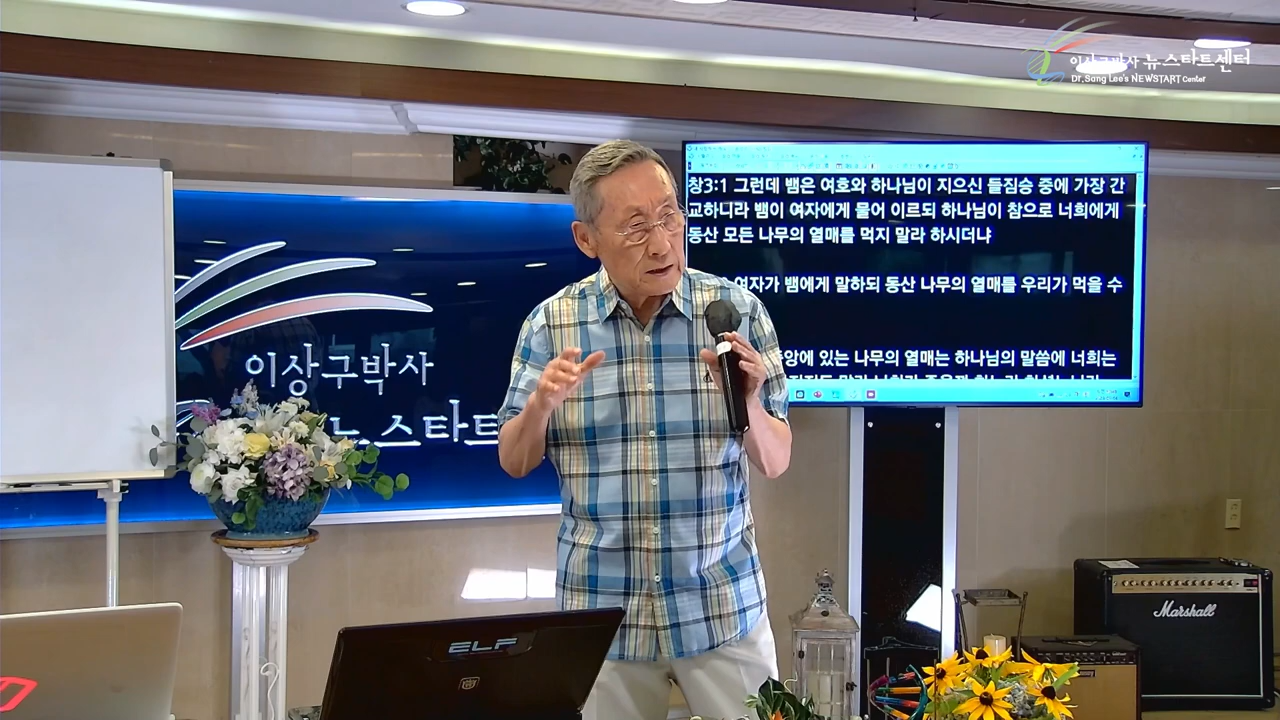 이상구박사 뉴스타트센터
Dr. Sang Lee's NEWSTART Center
창3:1 그런데 뱀은 여호와 하나님이 지으신 들짐승 중에 가장 간
교하니라 뱀이 여자에게 물어 이르되 하나님이 참으로 너희에게
동산 모든 나무의 열매를 먹지 말라 하시더냐
여자가 뱀에게 말하되 동산 나무의 열매를 우리가 먹을 수
있는 나무의 열매는 하나님의 말씀에 너희는
이상구박사
뉴스타트
ELF
Marshall